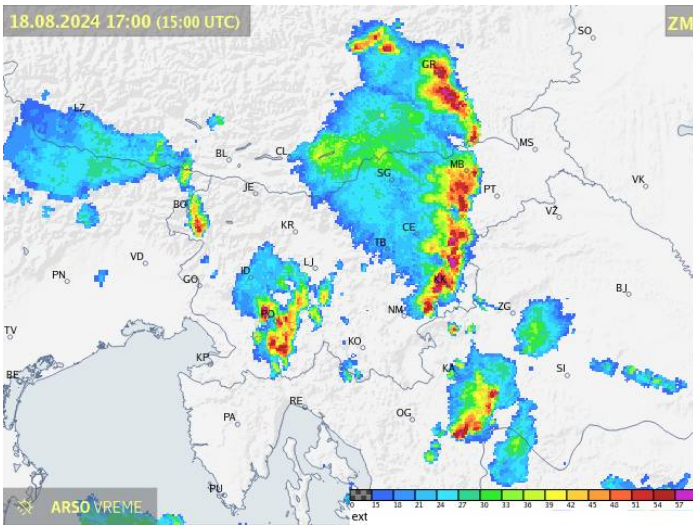 18.08.2024 17:00 (15:00 UTC)
ZM
SO
GR
LZ
MS
BL
CL
MB
SG
JE
PT
VK
BO
VŽ
KR
CE
TB
VD
LJ
ID
PN
GO
KK
BJ
PO
NM
ZG
TV
KO
KP
BE
KA
SI
RE
PA
OG
PU
ARSO VREME
0 15 18 21 24 27 30 33 36 39 42 45 48 51 54 57
ext